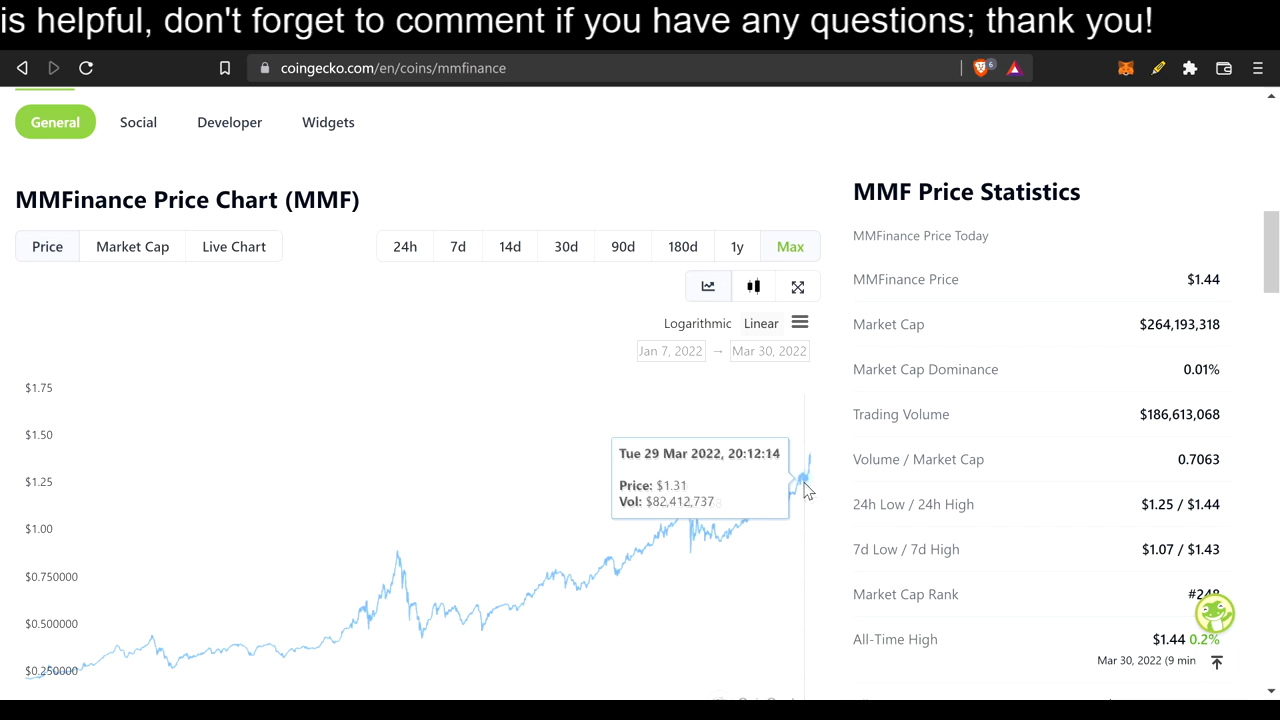 is helpful, don't forget to comment if you have any questions; thank you!
coingecko.com/en/coins/mmfinance
6
General
Social
Developer
Widgets
MMFinance Price Chart (MMF)
Price
Market Cap
Live Chart
24h
7d
14d
30d
90d
180d
1y
Max
Logarithmic
Linear
Jan 7, 2022 → Mar 30, 2022
$1.75
$1.50
$1.25
$1.00
$0.750000
$0.500000
$0.250000
Tue 29 Mar 2022, 20:12:14
Price: $1.31
Vol: $82,412,737
MMF Price Statistics
MMFinance Price Today
MMFinance Price $1.44
Market Cap $264,193,318
Market Cap Dominance 0.01%
Trading Volume $186,613,068
Volume / Market Cap 0.7063
24h Low / 24h High $1.25 / $1.44
7d Low / 7d High $1.07 / $1.43
Market Cap Rank
All-Time High $1.44 0.2%
Mar 30, 2022 (9 min